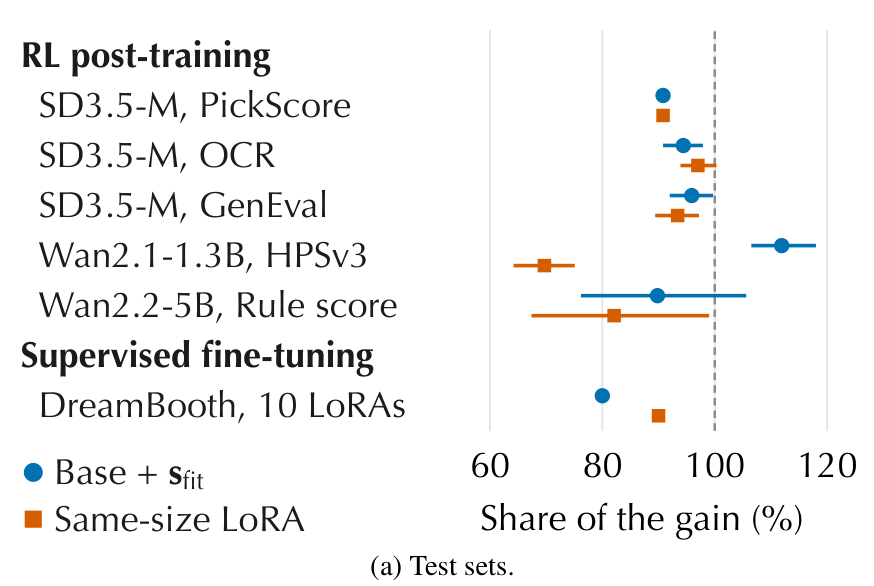 RL post-training
SD3.5-M, PickScore
SD3.5-M, OCR
SD3.5-M, GenEval
Wan2.1-1.3B, HPSv3
Wan2.2-5B, Rule score
Supervised fine-tuning
DreamBooth, 10 LoRAs
Base + s_fit
Same-size LoRA
60 80 100 120
Share of the gain (%)
(a) Test sets.